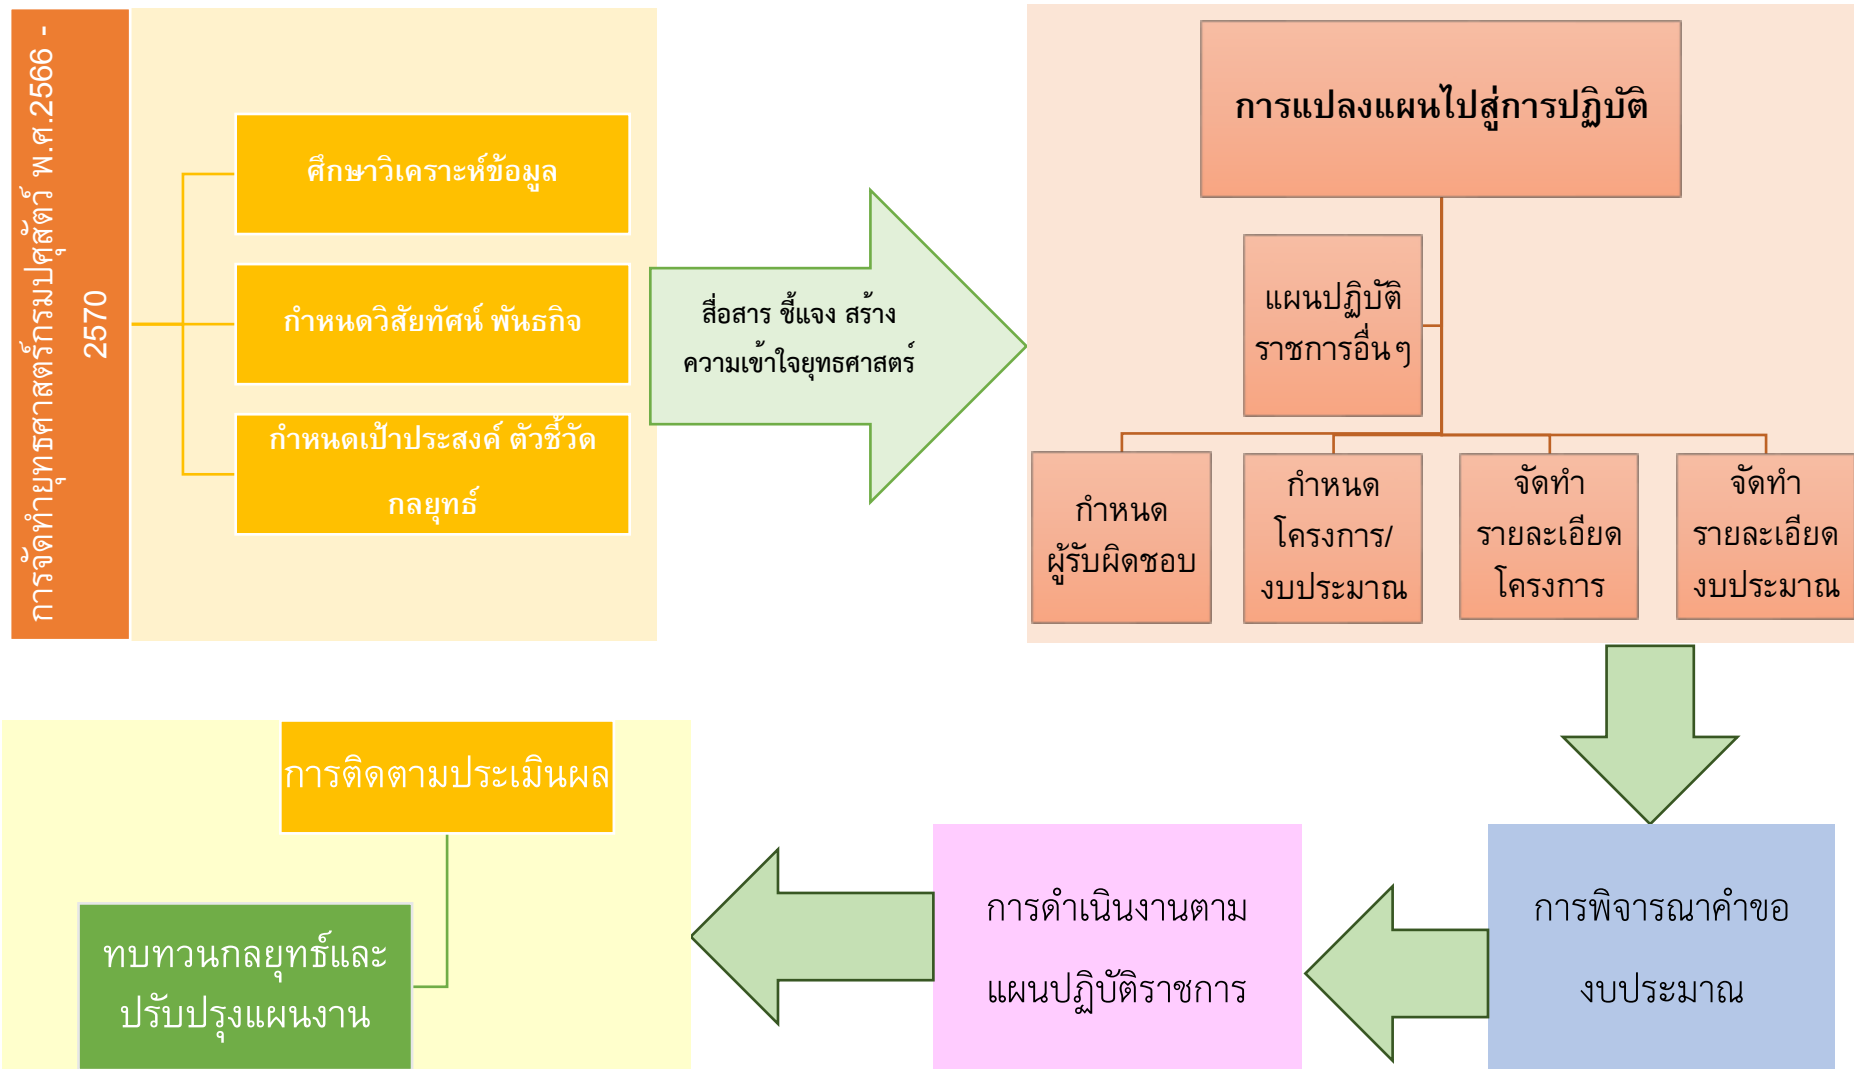 การจัดทำยุทธศาสตร์กรมปศุสัตว์ พ.ศ.2566 -
2570
ศึกษาวิเคราะห์ข้อมูล
กำหนดวิสัยทัศน์ พันธกิจ
กำหนดเป้าประสงค์ ตัวชี้วัด
กลยุทธ์
สื่อสาร ชี้แจง สร้าง
ความเข้าใจยุทธศาสตร์
การแปลงแผนไปสู่การปฏิบัติ
แผนปฏิบัติ
ราชการอื่นๆ
กำหนด
ผู้รับผิดชอบ
กำหนด
โครงการ/
งบประมาณ
จัดทำ
รายละเอียด
โครงการ
จัดทำ
รายละเอียด
งบประมาณ
การพิจารณาคำขอ
งบประมาณ
การดำเนินงานตาม
แผนปฏิบัติราชการ
การติดตามประเมินผล
ทบทวนกลยุทธ์และ
ปรับปรุงแผนงาน